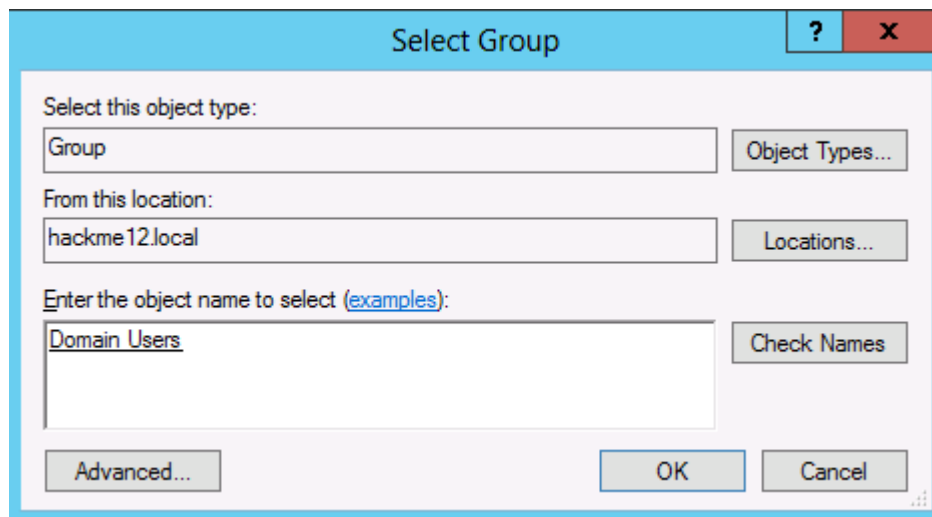 Select Group
?
x
Select this object type:
Group
Object Types...
From this location:
hackme12.local
Locations...
Enter the object name to select (examples):
Domain Users
Check Names
Advanced...
OK
Cancel